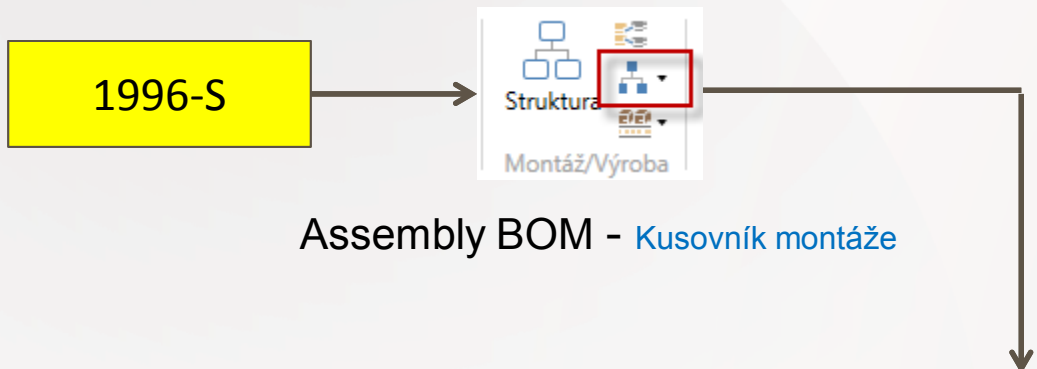 1996-S
Struktura
Montáž/Výroba
Assembly BOM - Kusovník montáže